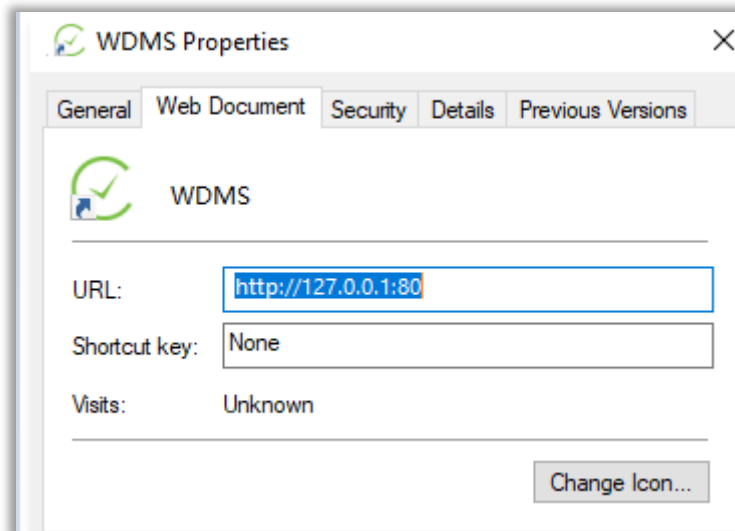 WDMS Properties
General Web Document Security Details Previous Versions
WDMS
URL: http://127.0.0.1:80
Shortcut key: None
Visits: Unknown
Change Icon...